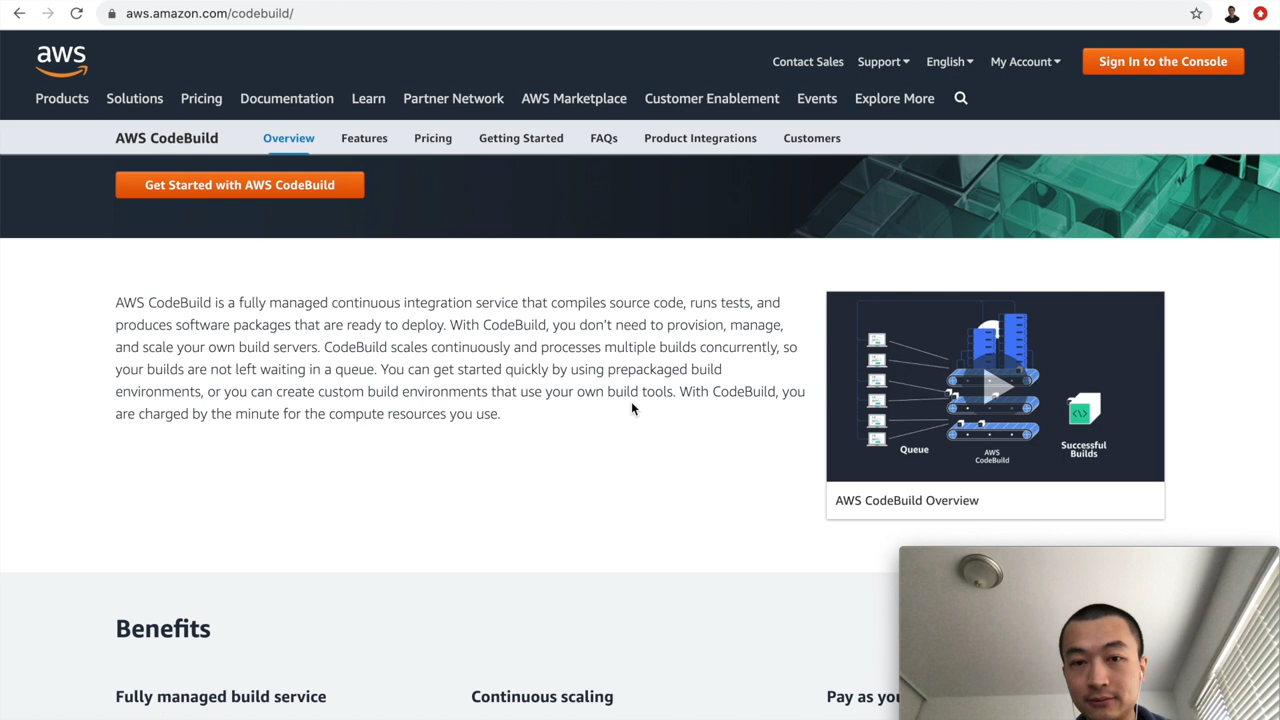 aws.amazon.com/codebuild/
aws
Contact Sales Support English My Account Sign In to the Console
Products Solutions Pricing Documentation Learn Partner Network AWS Marketplace Customer Enablement Events Explore More
AWS CodeBuild Overview Features Pricing Getting Started FAQs Product Integrations Customers
Get Started with AWS CodeBuild
AWS CodeBuild is a fully managed continuous integration service that compiles source code, runs tests, and
produces software packages that are ready to deploy. With CodeBuild, you don’t need to provision, manage,
and scale your own build servers. CodeBuild scales continuously and processes multiple builds concurrently, so
your builds are not left waiting in a queue. You can get started quickly by using prepackaged build
environments, or you can create custom build environments that use your own build tools. With CodeBuild, you
are charged by the minute for the compute resources you use.
Queue
AWS
CodeBuild
Successful
Builds
</>
AWS CodeBuild Overview
Benefits
Fully managed build service
Continuous scaling
Pay as you